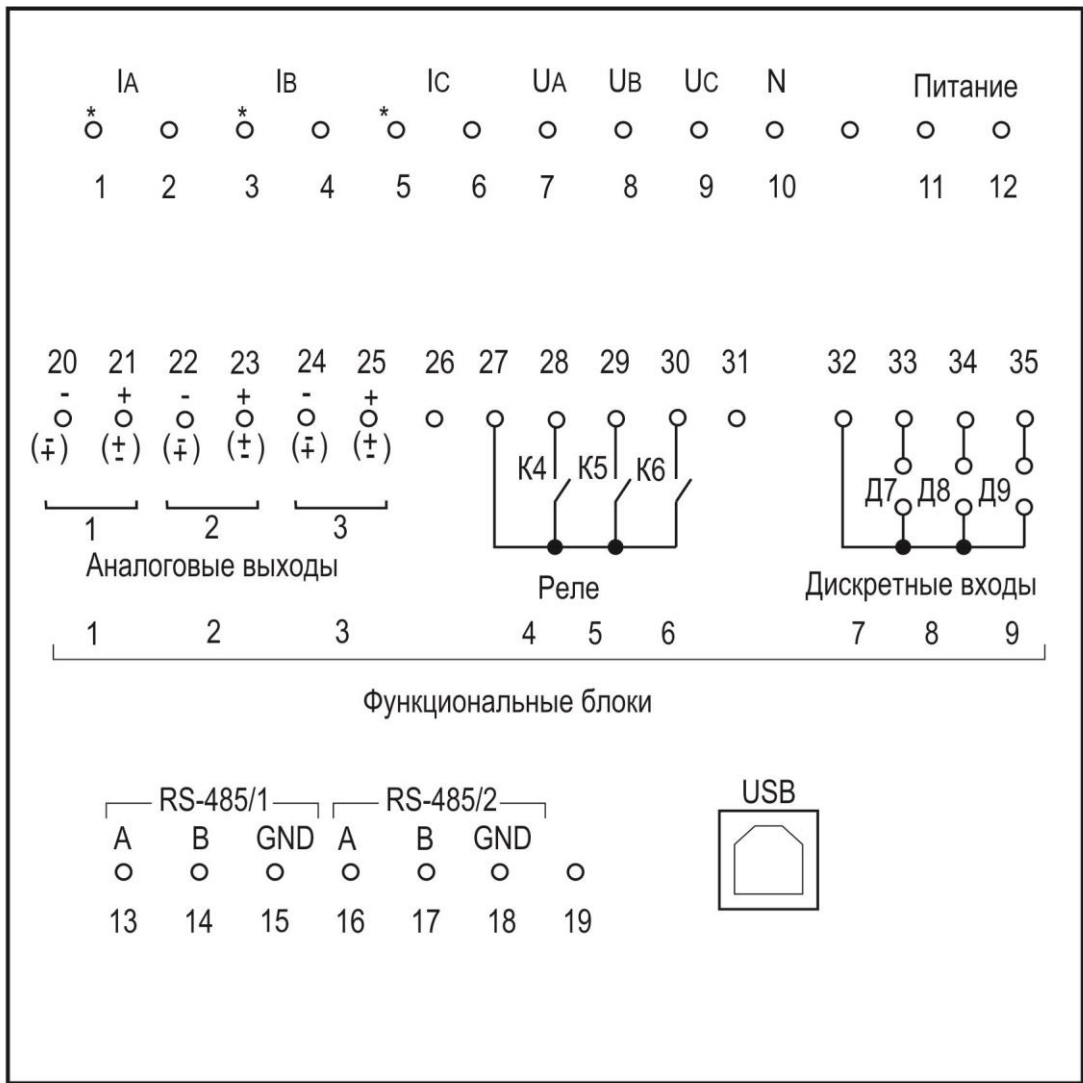 IA IB IC UA UB UC N Питание
* * *
1 2 3 4 5 6 7 8 9 10 11 12
20 21 22 23 24 25 26 27 28 29 30 31 32 33 34 35
- + - + - +
(∓) (±) (∓) (±) (∓) (±)
К4 К5 К6 Д7 Д8 Д9
1 2 3
Аналоговые выходы Реле Дискретные входы
1 2 3 4 5 6 7 8 9
Функциональные блоки
RS-485/1 RS-485/2 USB
A B GND A B GND
13 14 15 16 17 18 19